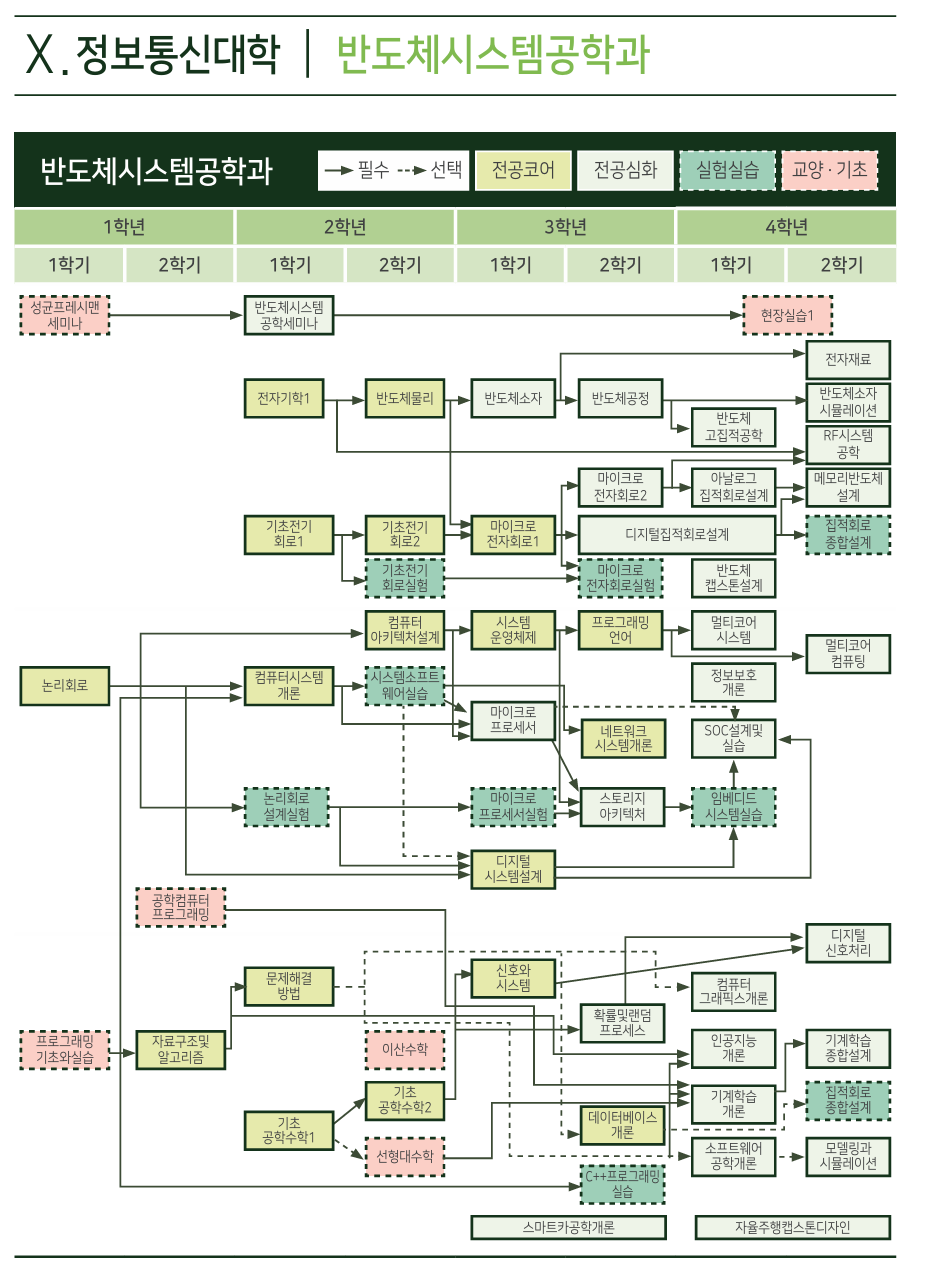 X. 정보통신대학 | 반도체시스템공학과
반도체시스템공학과
필수
선택
전공코어
전공심화
실험실습
교양 · 기초
1학년
2학년
3학년
4학년
1학기
2학기
1학기
2학기
1학기
2학기
1학기
2학기
성균프레시맨
세미나
반도체시스템
공학세미나
현장실습1
전자재료
전자기학1
반도체물리
반도체소자
반도체공정
반도체소자
시뮬레이션
반도체
고집적공학
RF시스템
공학
마이크로
전자회로2
아날로그
집적회로설계
메모리반도체
설계
기초전기
회로1
기초전기
회로2
마이크로
전자회로1
디지털집적회로설계
집적회로
종합설계
기초전기
회로실험
마이크로
전자회로실험
반도체
캡스톤설계
컴퓨터
아키텍처설계
시스템
운영체제
프로그래밍
언어
멀티코어
시스템
멀티코어
컴퓨팅
논리회로
컴퓨터시스템
개론
시스템소프트
웨어실습
정보보호
개론
마이크로
프로세서
네트워크
시스템개론
SOC설계및
실습
논리회로
설계실험
마이크로
프로세서실험
스토리지
아키텍처
임베디드
시스템실습
디지털
시스템설계
공학컴퓨터
프로그래밍
디지털
신호처리
문제해결
방법
신호와
시스템
컴퓨터
그래픽스개론
확률및랜덤
프로세스
프로그래밍
기초와실습
자료구조및
알고리즘
이산수학
인공지능
개론
기계학습
종합설계
기초
공학수학2
기계학습
개론
집적회로
종합설계
기초
공학수학1
데이터베이스
개론
선형대수학
소프트웨어
공학개론
모델링과
시뮬레이션
C++프로그래밍
실습
스마트카공학개론
자율주행캡스톤디자인